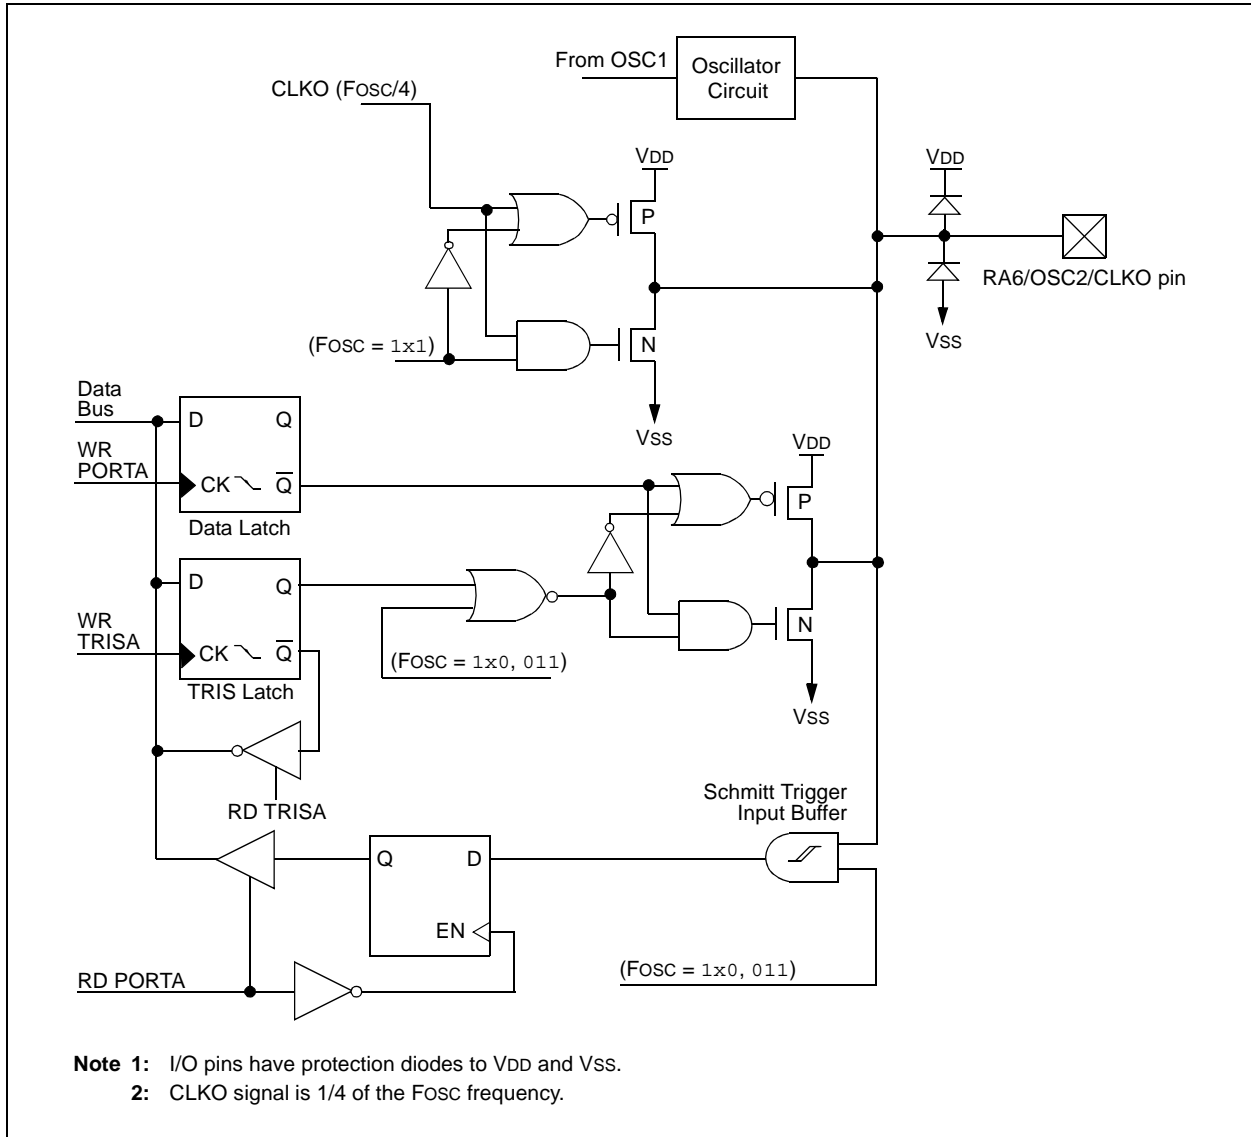 From OSC1
Oscillator
Circuit
CLKO (FOSC/4)
VDD
VDD
P
RA6/OSC2/CLKO pin
(FOSC = 1x1)
N
VSS
VSS
Data
Bus
D Q
WR
PORTA
CK Q
Data Latch
VDD
P
D Q
WR
TRISA
CK Q
TRIS Latch
(FOSC = 1x0, 011)
N
VSS
RD TRISA
Schmitt Trigger
Input Buffer
Q D
EN
RD PORTA
(FOSC = 1x0, 011)
Note 1: I/O pins have protection diodes to VDD and VSS.
2: CLKO signal is 1/4 of the FOSC frequency.